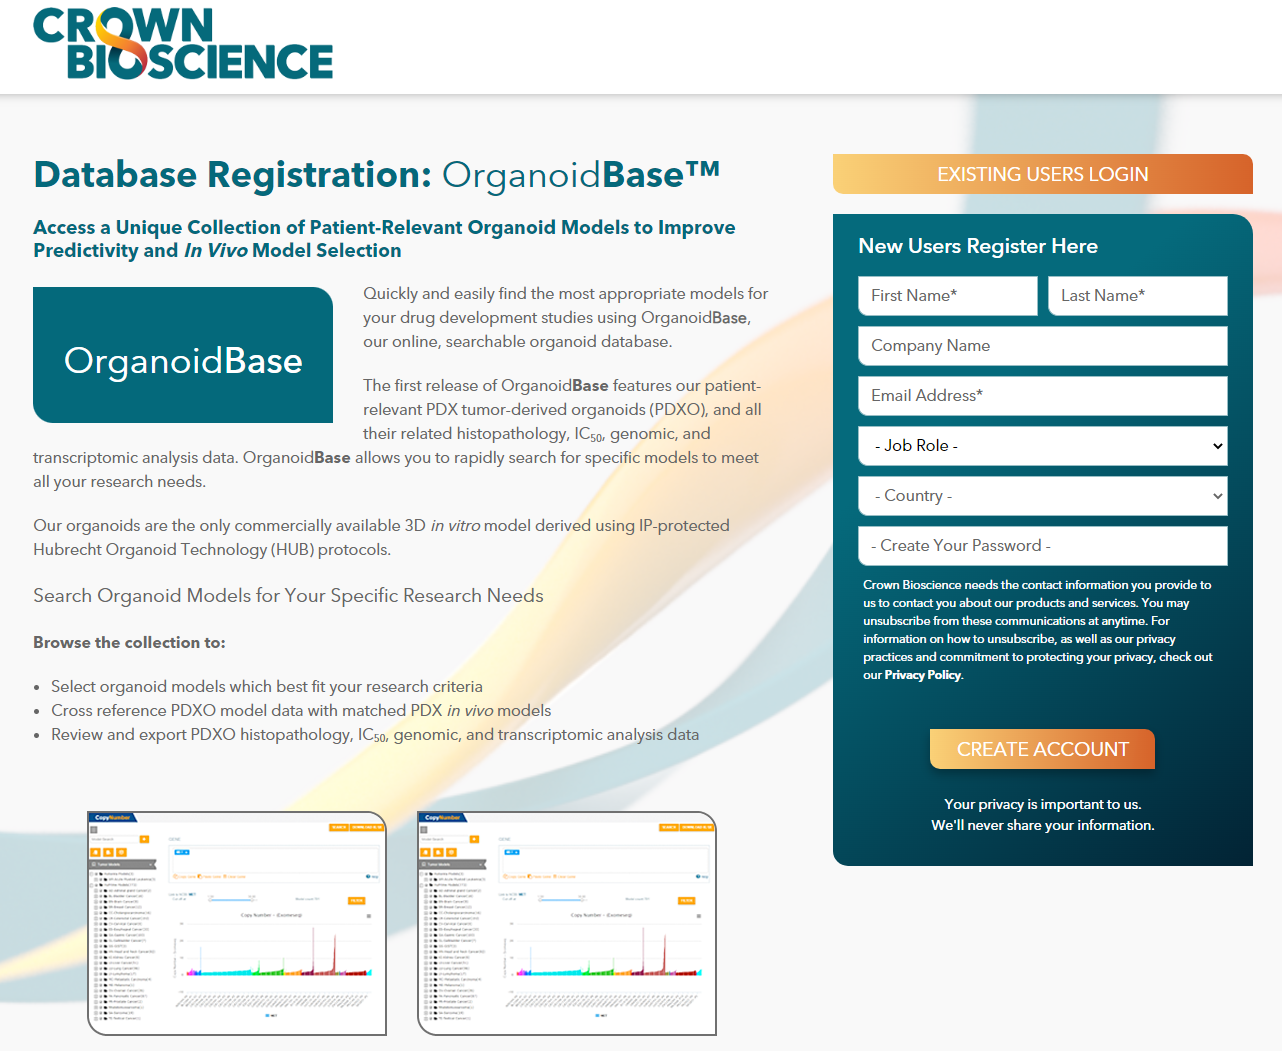 CROWN
BIOSCIENCE
Database Registration: OrganoidBase™
Access a Unique Collection of Patient-Relevant Organoid Models to Improve
Predictivity and In Vivo Model Selection
OrganoidBase
Quickly and easily find the most appropriate models for
your drug development studies using OrganoidBase,
our online, searchable organoid database.
The first release of OrganoidBase features our patient-
relevant PDX tumor-derived organoids (PDXO), and all
their related histopathology, IC50, genomic, and
transcriptomic analysis data. OrganoidBase allows you to rapidly search for specific models to meet
all your research needs.
Our organoids are the only commercially available 3D in vitro model derived using IP-protected
Hubrecht Organoid Technology (HUB) protocols.
Search Organoid Models for Your Specific Research Needs
Browse the collection to:
• Select organoid models which best fit your research criteria
• Cross reference PDXO model data with matched PDX in vivo models
• Review and export PDXO histopathology, IC50, genomic, and transcriptomic analysis data
CopyNumber
Copy Number - (Geomean)
CopyNumber
Copy Number - (Geomean)
EXISTING USERS LOGIN
New Users Register Here
First Name* Last Name*
Company Name
Email Address*
- Job Role -
- Country -
- Create Your Password -
Crown Bioscience needs the contact information you provide to
us to contact you about our products and services. You may
unsubscribe from these communications at anytime. For
information on how to unsubscribe, as well as our privacy
practices and commitment to protecting your privacy, check out
our Privacy Policy.
CREATE ACCOUNT
Your privacy is important to us.
We'll never share your information.